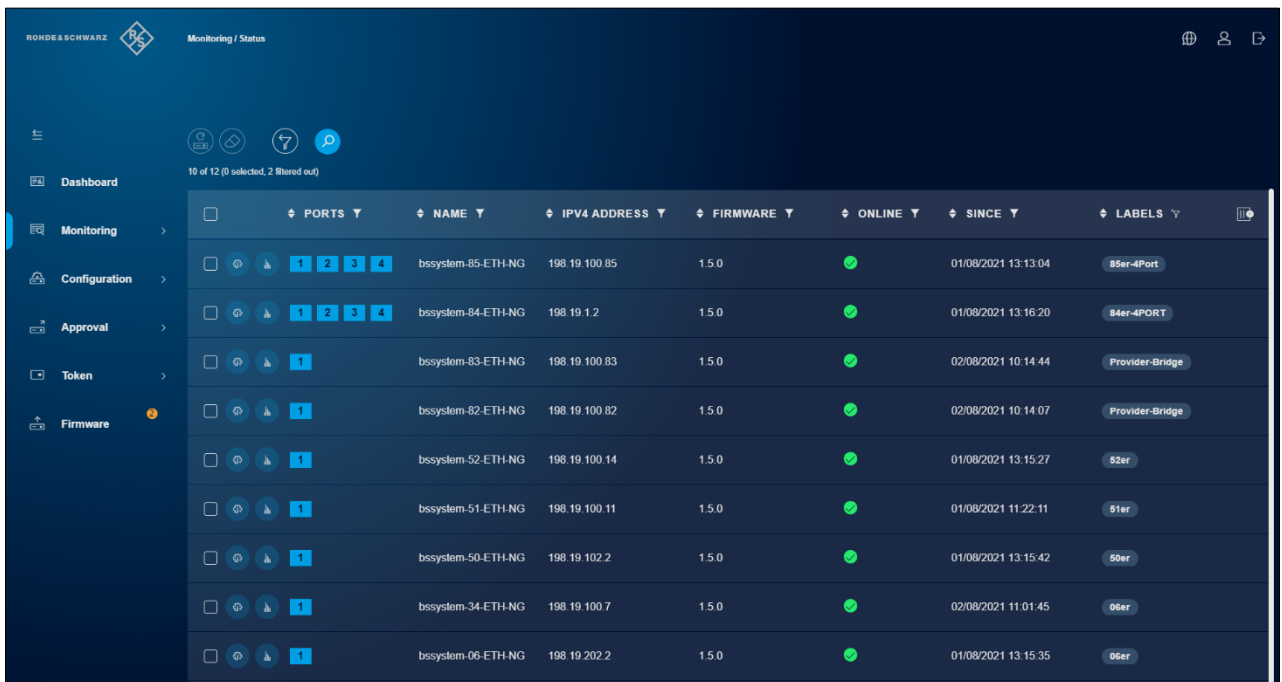 ROHDE&SCHWARZ R&S Monitoring / Status
10 of 12 (0 selected, 2 filtered out)
Dashboard
Monitoring
Configuration
Approval
Token
Firmware 2
PORTS NAME IPV4 ADDRESS FIRMWARE ONLINE SINCE LABELS
1 2 3 4 bssystem-85-ETH-NG 198.19.100.85 1.5.0 01/08/2021 13:13:04 85er-4Port
1 2 3 4 bssystem-84-ETH-NG 198.19.1.2 1.5.0 01/08/2021 13:16:20 84er-4PORT
1 bssystem-83-ETH-NG 198.19.100.83 1.5.0 02/08/2021 10:14:44 Provider-Bridge
1 bssystem-82-ETH-NG 198.19.100.82 1.5.0 02/08/2021 10:14:07 Provider-Bridge
1 bssystem-52-ETH-NG 198.19.100.14 1.5.0 01/08/2021 13:15:27 52er
1 bssystem-51-ETH-NG 198.19.100.11 1.5.0 01/08/2021 11:22:11 51er
1 bssystem-50-ETH-NG 198.19.102.2 1.5.0 01/08/2021 13:15:42 50er
1 bssystem-34-ETH-NG 198.19.100.7 1.5.0 02/08/2021 11:01:45 06er
1 bssystem-06-ETH-NG 198.19.202.2 1.5.0 01/08/2021 13:15:35 06er